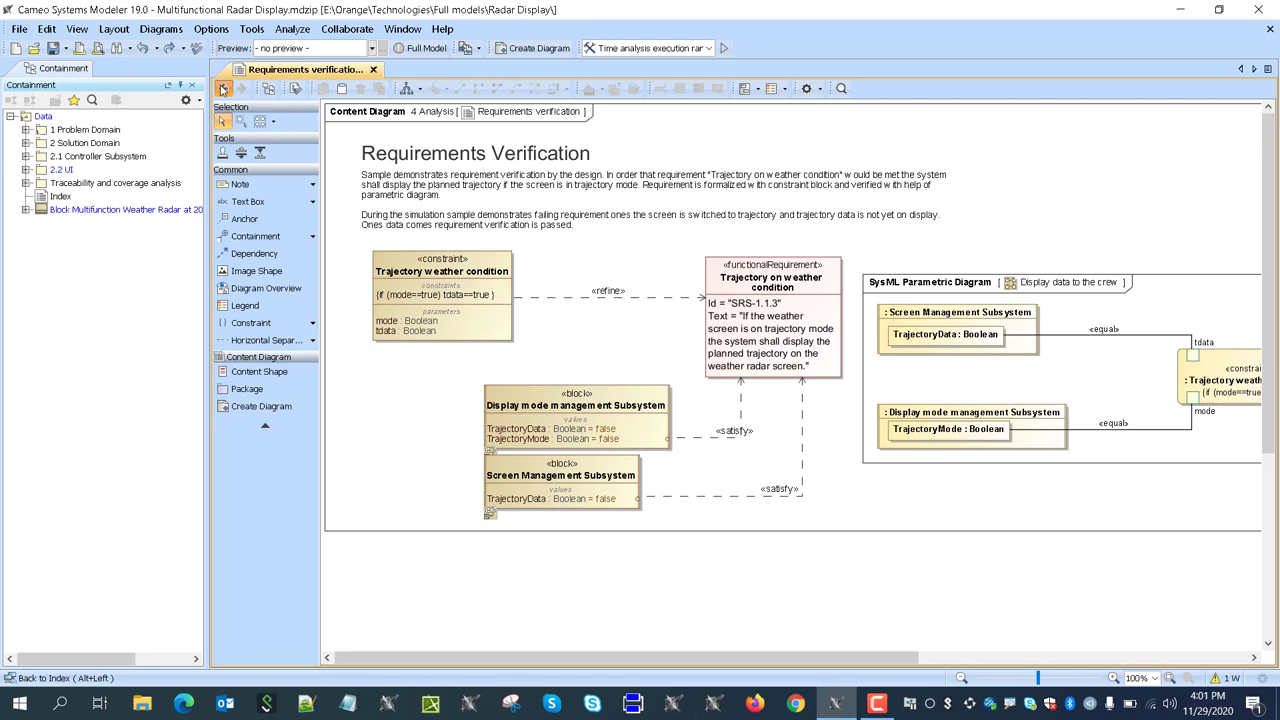 Cameo Systems Modeler 19.0 - Multifunctional Radar Display.mdzip [E:\Orange\Technologies\Full models\Radar Display\]
File Edit View Layout Diagrams Options Tools Analyze Collaborate Window Help
Preview: - no preview - Full Model Create Diagram Time analysis execution rar
Containment
Requirements verificatio...
Containment
Data
1 Problem Domain
2 Solution Domain
2.1 Controller Subsystem
2.2 UI
Traceability and coverage analysis
Index
Block Multifunction Weather Radar at 20
Selection
Tools
Common
Note
Text Box
Anchor
Containment
Dependency
Image Shape
Diagram Overview
Legend
Constraint
Horizontal Separ...
Content Diagram
Content Shape
Package
Create Diagram
Content Diagram 4 Analysis [ Requirements verification ]
Requirements Verification
Sample demonstrates requirement verification by the design. In order that requirement "Trajectory on weather condition" would be met the system
shall display the planned trajectory if the screen is in trajectory mode. Requirement is formalized with constraint block and verified with help of
parametric diagram.
During the simulation sample demonstrates failing requirement ones the screen is switched to trajectory and trajectory data is not yet on display.
Ones data comes requirement verification is passed.
«constraint»
Trajectory weather condition
constraints
{if (mode==true) tdata==true }
parameters
mode : Boolean
tdata : Boolean
«refine»
«functionalRequirement»
Trajectory on weather
condition
Id = "SRS-1.1.3"
Text = "If the weather
screen is on trajectory mode
the system shall display the
planned trajectory on the
weather radar screen."
«block»
Display mode management Subsystem
values
TrajectoryData : Boolean = false
TrajectoryMode : Boolean = false
«satisfy»
«block»
Screen Management Subsystem
values
TrajectoryData : Boolean = false
«satisfy»
SysML Parametric Diagram [ Display data to the crew ]
: Screen Management Subsystem
TrajectoryData : Boolean
«equal»
tdata
«constrai
: Trajectory weath
{if (mode==true
mode
: Display mode management Subsystem
TrajectoryMode : Boolean
«equal»
Back to Index ( Alt+Left )
100%
1 W
4:01 PM
11/29/2020